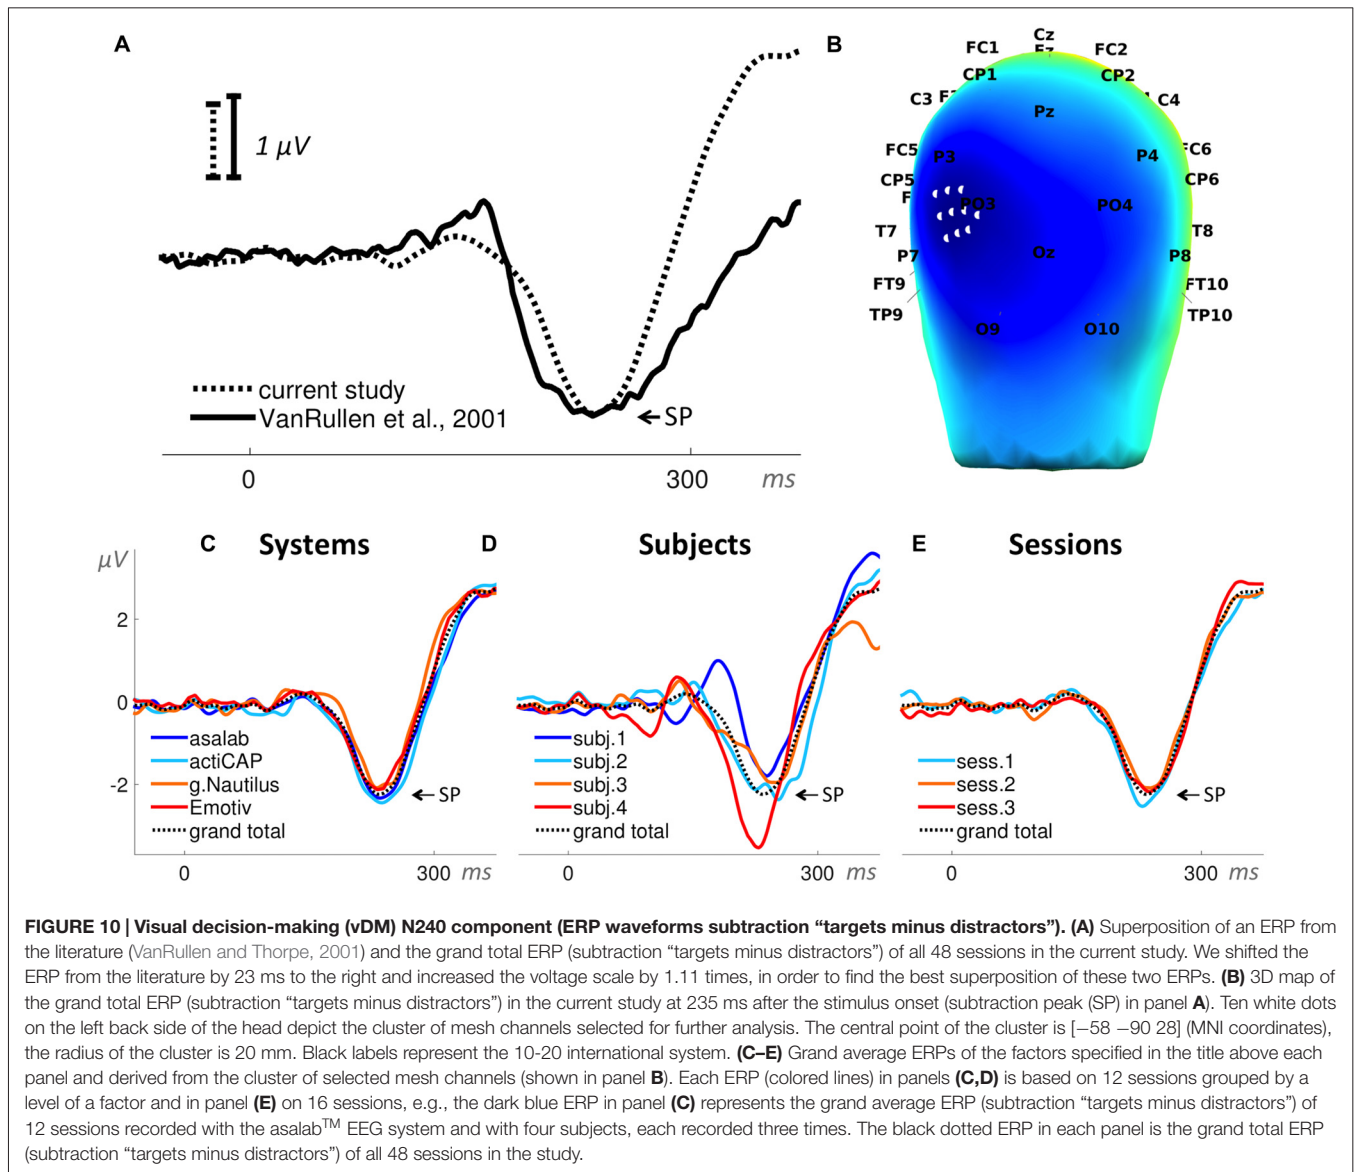 A
1 μV
current study
VanRullen et al., 2001
SP
0
300
ms
B
Cz
Fz
FC1
FC2
CP1
CP2
C3
C4
Pz
FC5
P3
P4
FC6
CP5
CP6
PO3
PO4
T7
T8
P7
Oz
P8
FT9
FT10
TP9
TP10
O9
O10
C
Systems
μV
2
0
-2
asalab
actiCAP
g.Nautilus
Emotiv
grand total
SP
0
300
ms
D
Subjects
subj.1
subj.2
subj.3
subj.4
grand total
SP
0
300
ms
E
Sessions
sess.1
sess.2
sess.3
grand total
SP
0
300
ms
FIGURE 10 | Visual decision-making (vDM) N240 component (ERP waveforms subtraction “targets minus distractors”). (A) Superposition of an ERP from
the literature (VanRullen and Thorpe, 2001) and the grand total ERP (subtraction “targets minus distractors”) of all 48 sessions in the current study. We shifted the
ERP from the literature by 23 ms to the right and increased the voltage scale by 1.11 times, in order to find the best superposition of these two ERPs. (B) 3D map of
the grand total ERP (subtraction “targets minus distractors”) in the current study at 235 ms after the stimulus onset (subtraction peak (SP) in panel A). Ten white dots
on the left back side of the head depict the cluster of mesh channels selected for further analysis. The central point of the cluster is [−58 −90 28] (MNI coordinates),
the radius of the cluster is 20 mm. Black labels represent the 10-20 international system. (C–E) Grand average ERPs of the factors specified in the title above each
panel and derived from the cluster of selected mesh channels (shown in panel B). Each ERP (colored lines) in panels (C,D) is based on 12 sessions grouped by a
level of a factor and in panel (E) on 16 sessions, e.g., the dark blue ERP in panel (C) represents the grand average ERP (subtraction “targets minus distractors”) of
12 sessions recorded with the asalab™ EEG system and with four subjects, each recorded three times. The black dotted ERP in each panel is the grand total ERP
(subtraction “targets minus distractors”) of all 48 sessions in the study.